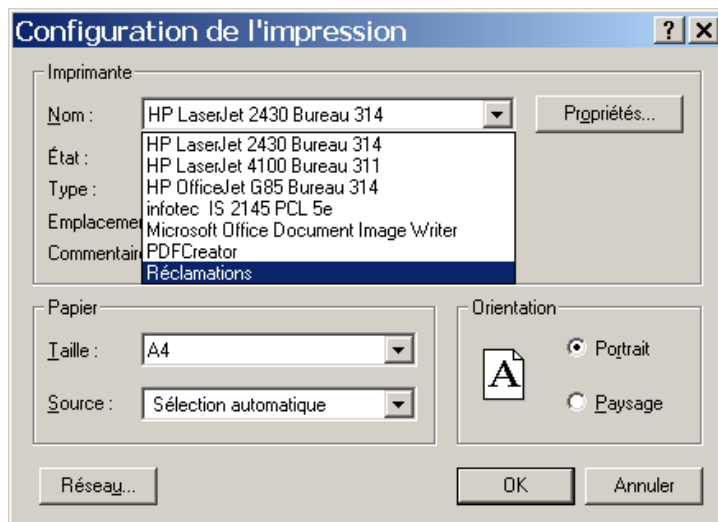 Configuration de l'impression
Imprimante
Nom : HP LaserJet 2430 Bureau 314 Propriétés...
HP LaserJet 2430 Bureau 314
État : HP LaserJet 4100 Bureau 311
Type : HP OfficeJet G85 Bureau 314
infotec IS 2145 PCL 5e
Emplaceme Microsoft Office Document Image Writer
Commentair PDFCreator
Réclamations
Papier
Taille : A4
Source : Sélection automatique
Orientation
A
Portrait
Paysage
Réseau... OK Annuler